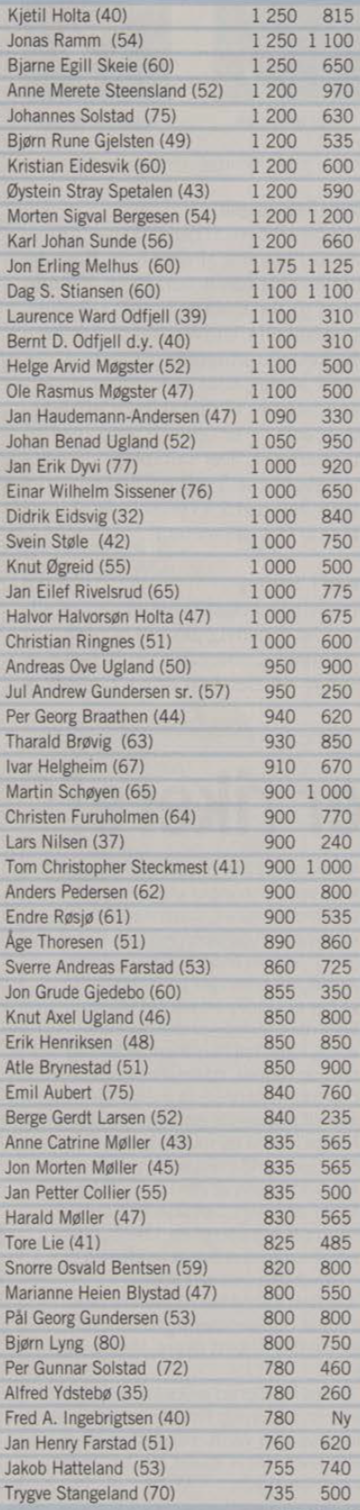 Kjetil Holta (40) 1 250 815
Jonas Ramm (54) 1 250 1 100
Bjarne Egill Skeie (60) 1 250 650
Anne Merete Steensland (52) 1 200 970
Johannes Solstad (75) 1 200 630
Bjørn Rune Gjelsten (49) 1 200 535
Kristian Eidesvik (60) 1 200 600
Øystein Stray Spetalen (43) 1 200 590
Morten Sigval Bergesen (54) 1 200 1 200
Karl Johan Sunde (56) 1 200 660
Jon Erling Melhus (60) 1 175 1 125
Dag S. Stiansen (60) 1 100 1 100
Laurence Ward Odfjell (39) 1 100 310
Bernt D. Odfjell d.y. (40) 1 100 310
Helge Arvid Møgster (52) 1 100 500
Ole Rasmus Møgster (47) 1 100 500
Jan Haudemann-Andersen (47) 1 090 330
Johan Benad Ugland (52) 1 050 950
Jan Erik Dyvi (77) 1 000 920
Einar Wilhelm Sissener (76) 1 000 650
Didrik Eidsvig (32) 1 000 840
Svein Støle (42) 1 000 750
Knut Øgreid (55) 1 000 500
Jan Eilef Rivelsrud (65) 1 000 775
Halvor Halvorsøn Holta (47) 1 000 675
Christian Ringnes (51) 1 000 600
Andreas Ove Ugland (50) 950 900
Jul Andrew Gundersen sr. (57) 950 250
Per Georg Braathen (44) 940 620
Tharald Brøvig (63) 930 850
Ivar Helgheim (67) 910 670
Martin Schøyen (65) 900 1 000
Christen Furuholmen (64) 900 770
Lars Nilsen (37) 900 240
Tom Christopher Steckmest (41) 900 1 000
Anders Pedersen (62) 900 800
Endre Røsjø (61) 900 535
Åge Thoresen (51) 890 860
Sverre Andreas Farstad (53) 860 725
Jon Grude Gjedebo (60) 855 350
Knut Axel Ugland (46) 850 800
Erik Henriksen (48) 850 850
Atle Brynestad (51) 850 900
Emil Aubert (75) 840 760
Berge Gerdt Larsen (52) 840 235
Anne Catrine Møller (43) 835 565
Jon Morten Møller (45) 835 565
Jan Petter Collier (55) 835 500
Harald Møller (47) 830 565
Tore Lie (41) 825 485
Snorre Osvald Bentsen (59) 820 800
Marianne Heien Blystad (47) 800 550
Pål Georg Gundersen (53) 800 800
Bjørn Lyng (80) 800 750
Per Gunnar Solstad (72) 780 460
Alfred Ydstebø (35) 780 260
Fred A. Ingebrigtsen (40) 780 Ny
Jan Henry Farstad (51) 760 620
Jakob Hatteland (53) 755 740
Trygve Stangeland (70) 735 500